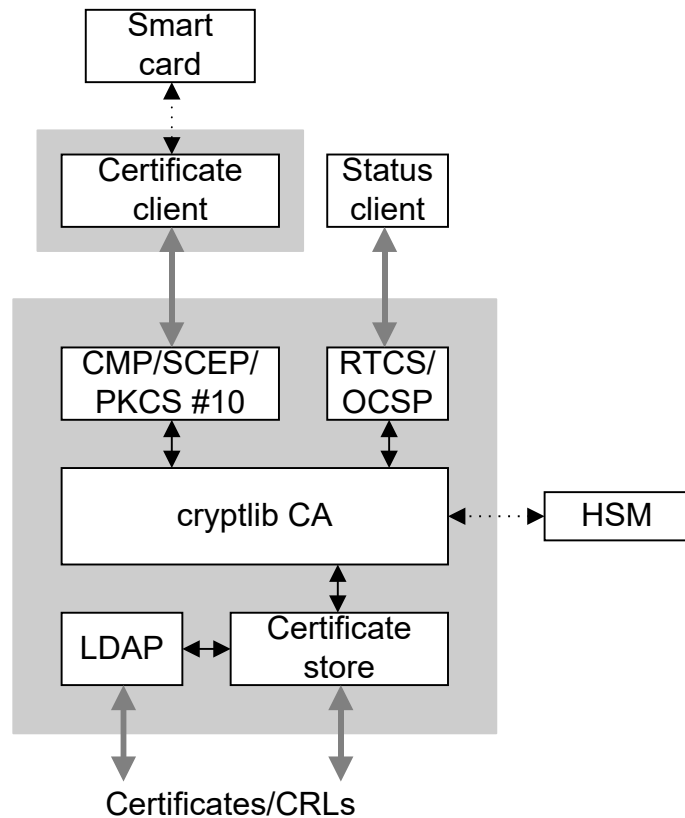 Smart
card
Certificate
client
Status
client
CMP/SCEP/
PKCS #10
RTCS/
OCSP
cryptlib CA
HSM
LDAP
Certificate
store
Certificates/CRLs